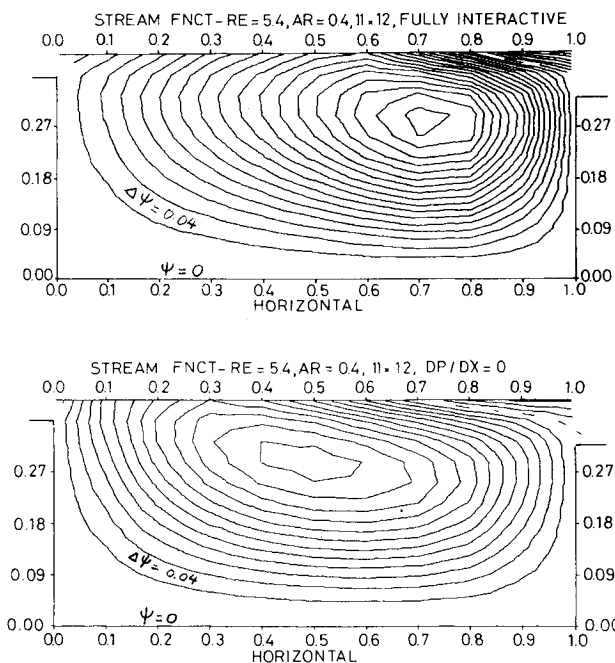 STREAM FNCT-RE=5.4, AR=0.4, 11×12, FULLY INTERACTIVE
0.0 0.1 0.2 0.3 0.4 0.5 0.6 0.7 0.8 0.9 1.0
0.27 0.27
0.18 0.18
ΔΨ=0.04
0.09 0.09
0.00 Ψ=0 0.00
0.0 0.1 0.2 0.3 0.4 0.5 0.6 0.7 0.8 0.9 1.0
HORIZONTAL
STREAM FNCT-RE=5.4, AR=0.4, 11×12, DP/DX=0
0.0 0.1 0.2 0.3 0.4 0.5 0.6 0.7 0.8 0.9 1.0
0.27 0.27
0.18 0.18
ΔΨ=0.04
0.09 0.09
0.00 Ψ=0 0.00
0.0 0.1 0.2 0.3 0.4 0.5 0.6 0.7 0.8 0.9 1.0
HORIZONTAL